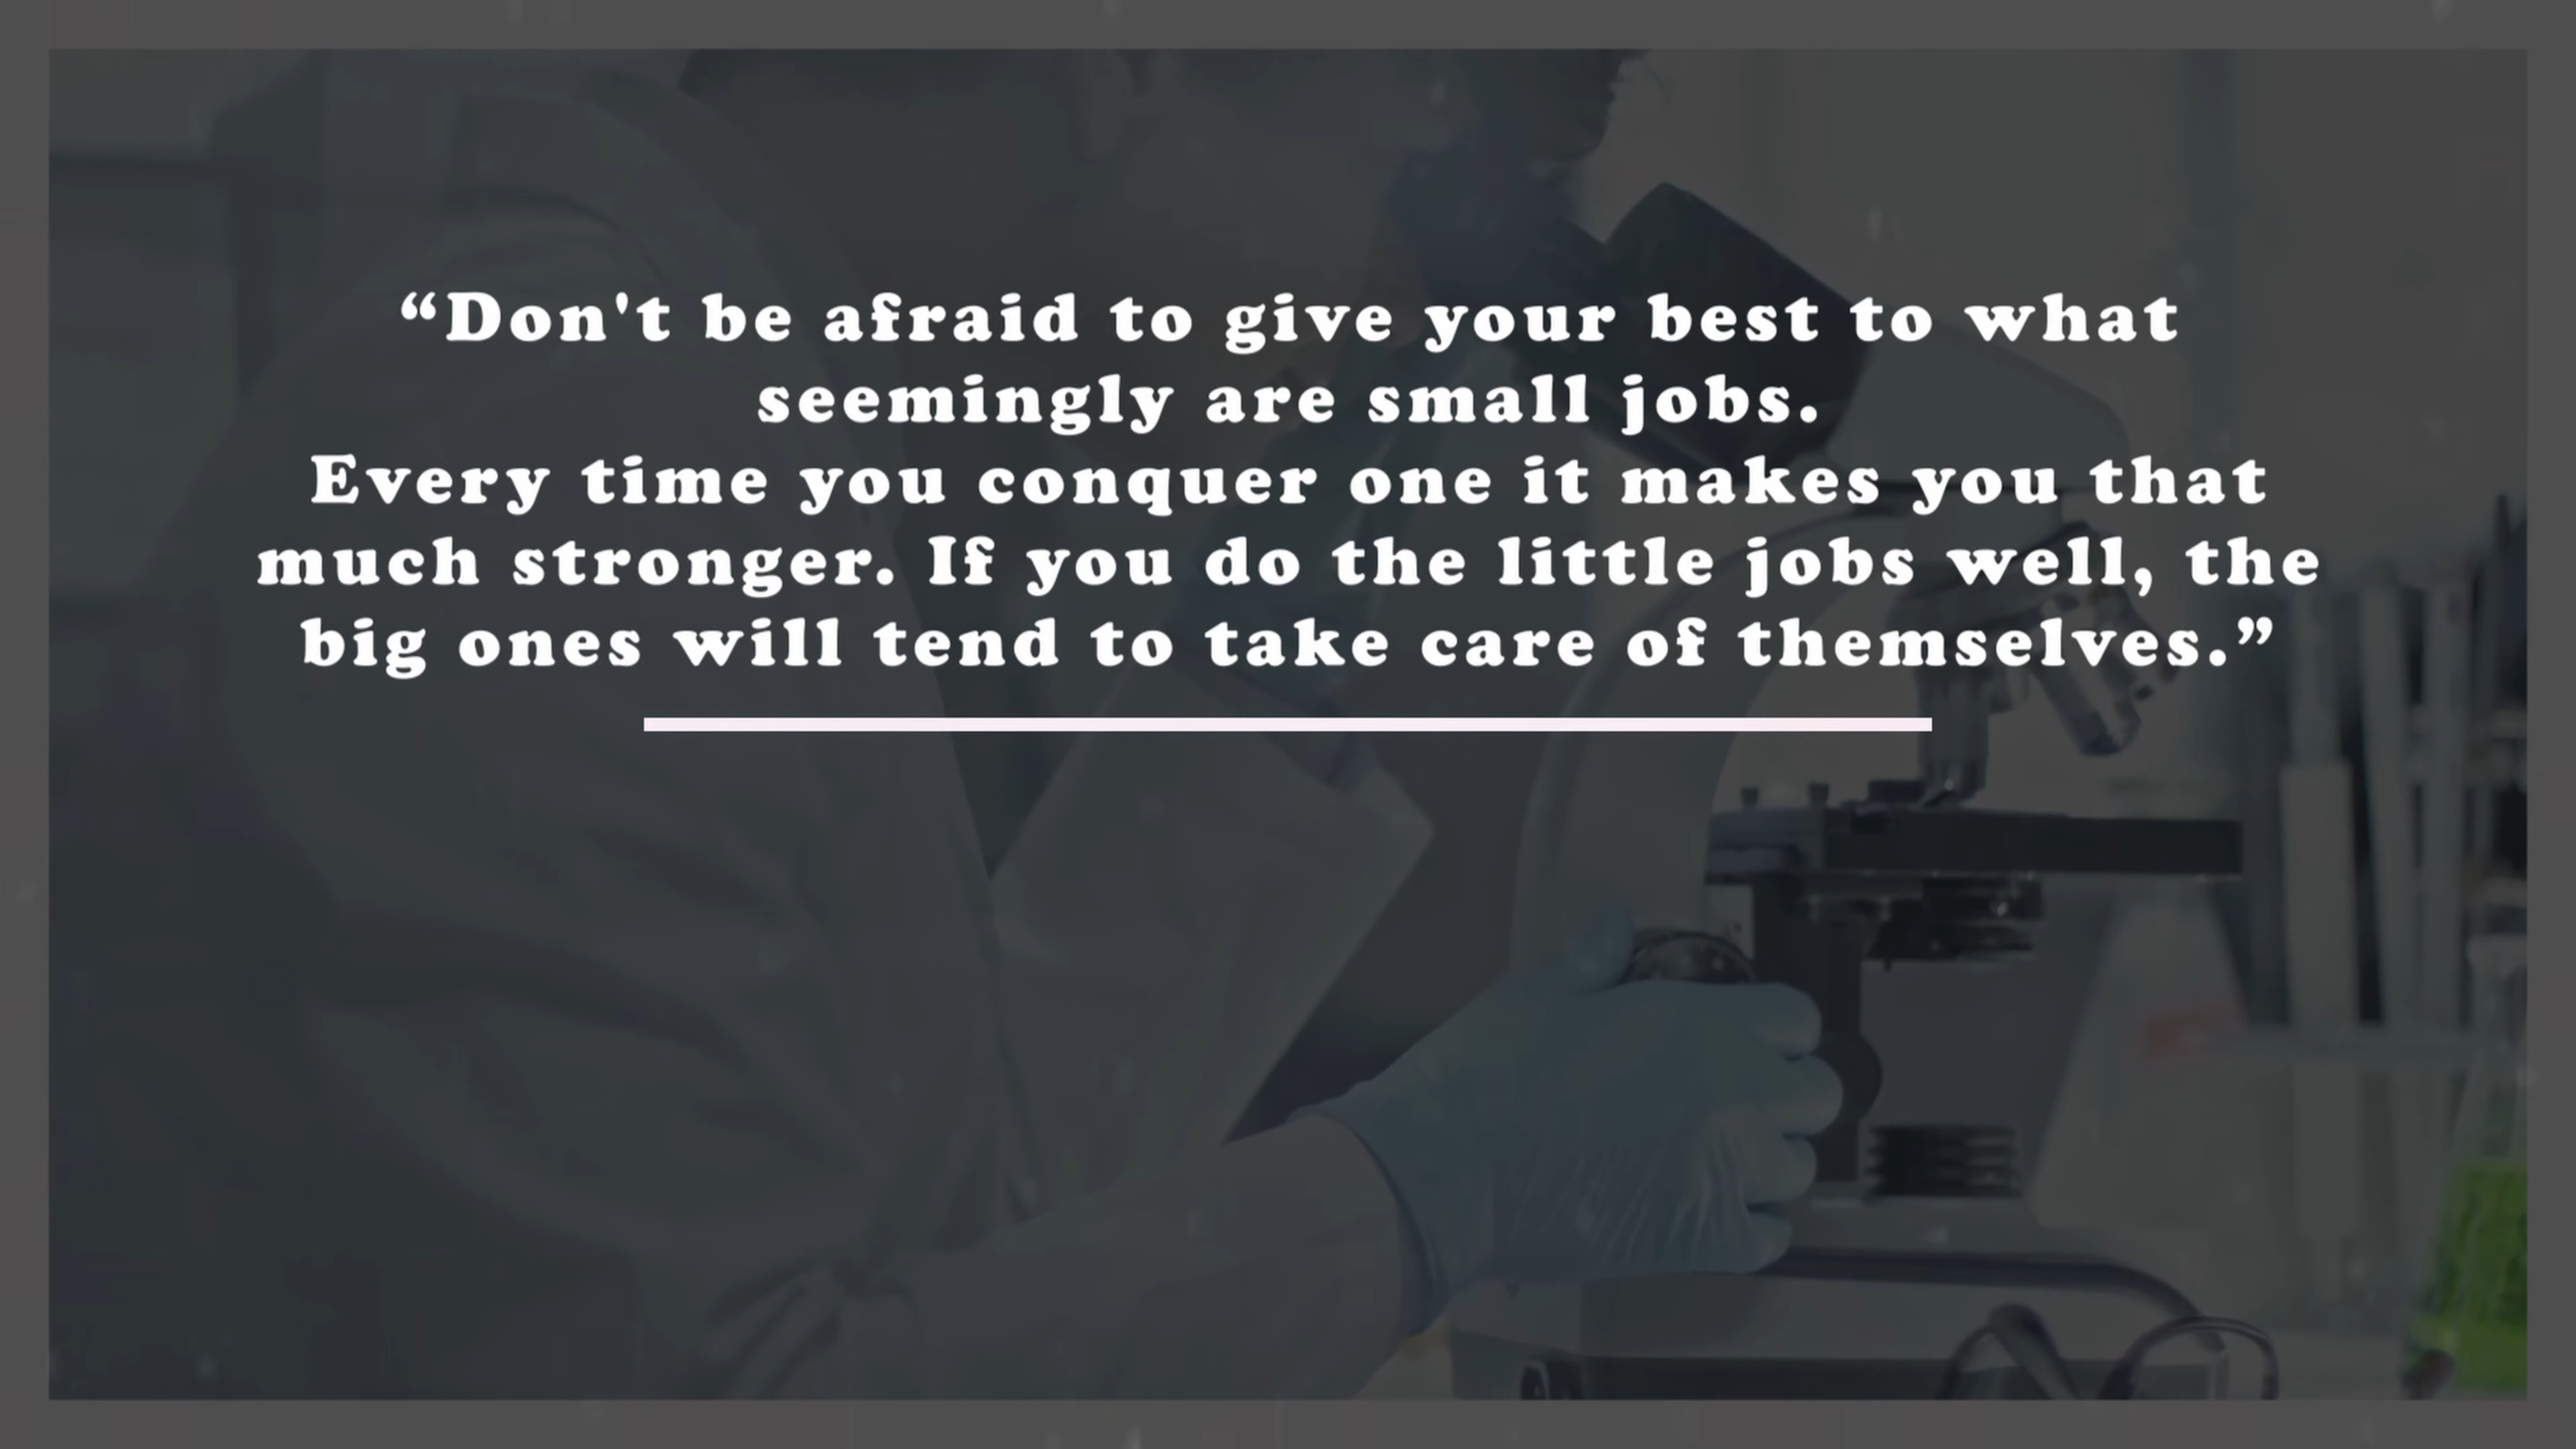 “Don't be afraid to give your best to what
seemingly are small jobs.
Every time you conquer one it makes you that
much stronger. If you do the little jobs well, the
big ones will tend to take care of themselves.”